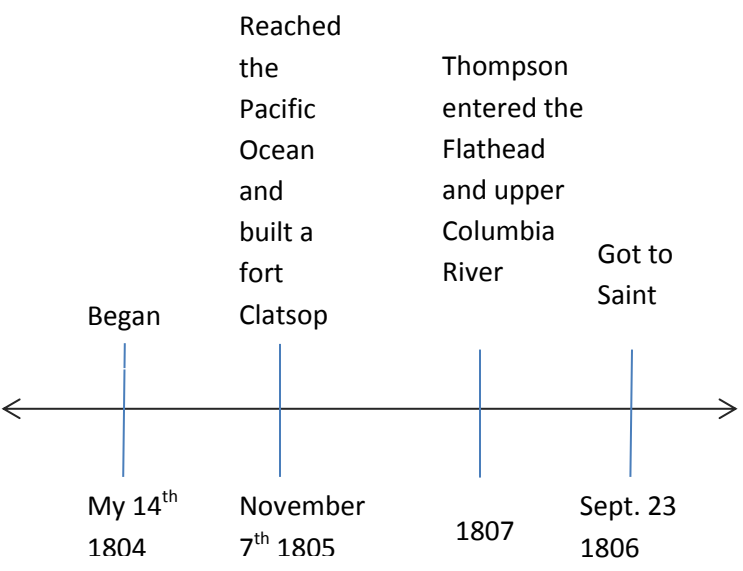 Began
Reached
the
Pacific
Ocean
and
built a
fort
Clatsop
Thompson
entered the
Flathead
and upper
Columbia
River
Got to
Saint
My 14th
1804
November
7th 1805
1807
Sept. 23
1806